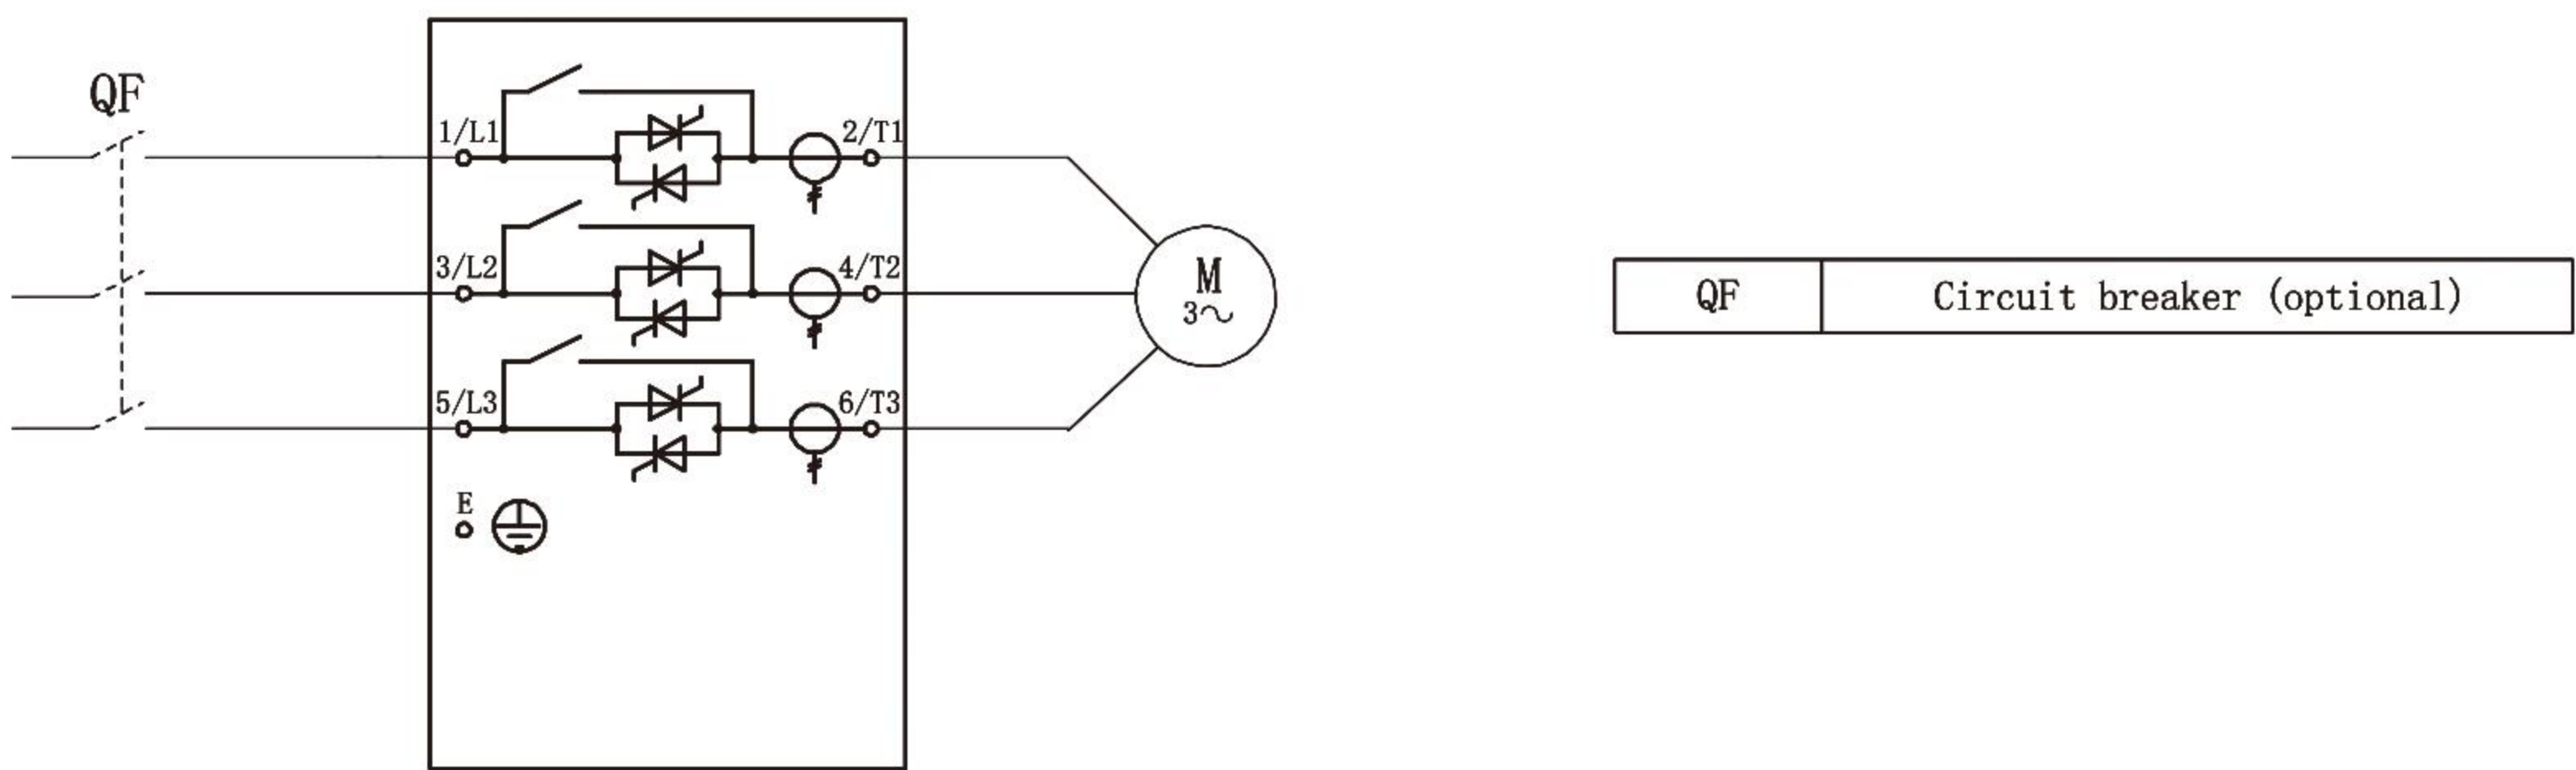 QF
1/L1
2/T1
3/L2
4/T2
M
3~
QF
Circuit breaker (optional)
5/L3
6/T3
E